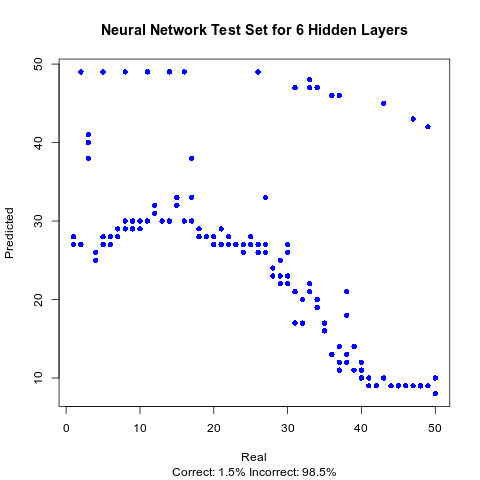 Neural Network Test Set for 6 Hidden Layers
50
40
30
20
10
Predicted
0 10 20 30 40 50
Real
Correct: 1.5% Incorrect: 98.5%